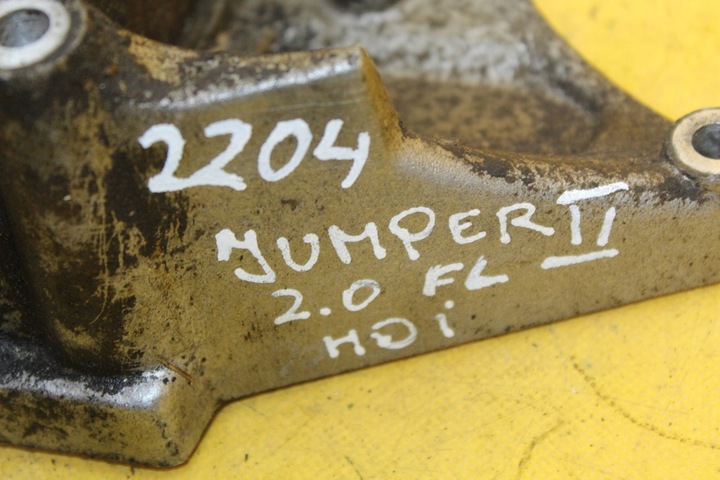 2204
JUMPER II
2.0 FL
HDi